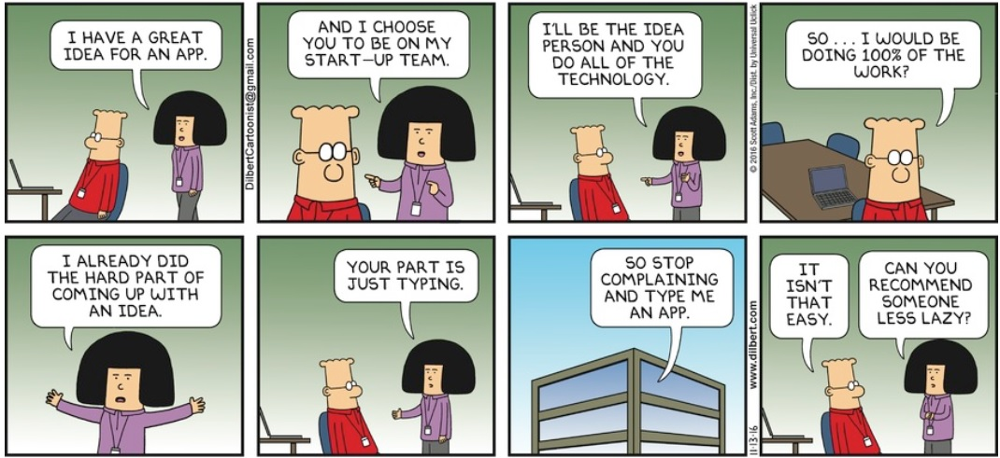 I HAVE A GREAT
IDEA FOR AN APP.
DilbertCartoonist@gmail.com
AND I CHOOSE
YOU TO BE ON MY
START-UP TEAM.
I'LL BE THE IDEA
PERSON AND YOU
DO ALL OF THE
TECHNOLOGY.
© 2016 Scott Adams, Inc./Dist. by Universal Uclick
SO... I WOULD BE
DOING 100% OF THE
WORK?
I ALREADY DID
THE HARD PART OF
COMING UP WITH
AN IDEA.
YOUR PART IS
JUST TYPING.
SO STOP
COMPLAINING
AND TYPE ME
AN APP.
11-13-16 www.dilbert.com
IT
ISN'T
THAT
EASY.
CAN YOU
RECOMMEND
SOMEONE
LESS LAZY?